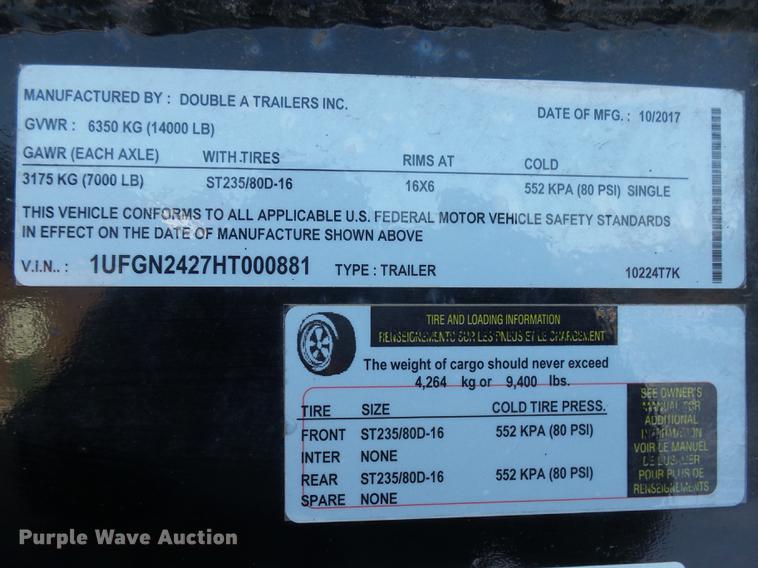 MANUFACTURED BY : DOUBLE A TRAILERS INC. DATE OF MFG. : 10/2017
GVWR : 6350 KG (14000 LB)
GAWR (EACH AXLE) WITH TIRES RIMS AT COLD
3175 KG (7000 LB) ST235/80D-16 16X6 552 KPA (80 PSI) SINGLE
THIS VEHICLE CONFORMS TO ALL APPLICABLE U.S. FEDERAL MOTOR VEHICLE SAFETY STANDARDS
IN EFFECT ON THE DATE OF MANUFACTURE SHOWN ABOVE
V.I.N.. : 1UFGN2427HT000881 TYPE : TRAILER 10224T7K
TIRE AND LOADING INFORMATION
RENSEIGNEMENTS SUR LES PNEUS ET LE CHARGEMENT
The weight of cargo should never exceed
4,264 kg or 9,400 lbs.
TIRE SIZE COLD TIRE PRESS.
FRONT ST235/80D-16 552 KPA (80 PSI)
INTER NONE
REAR ST235/80D-16 552 KPA (80 PSI)
SPARE NONE
SEE OWNER'S
MANUAL FOR
ADDITIONAL
INFORMATION
VOIR LE MANUEL
DE L'USAGER
POUR PLUS DE
RENSEIGNEMENTS
Purple Wave Auction